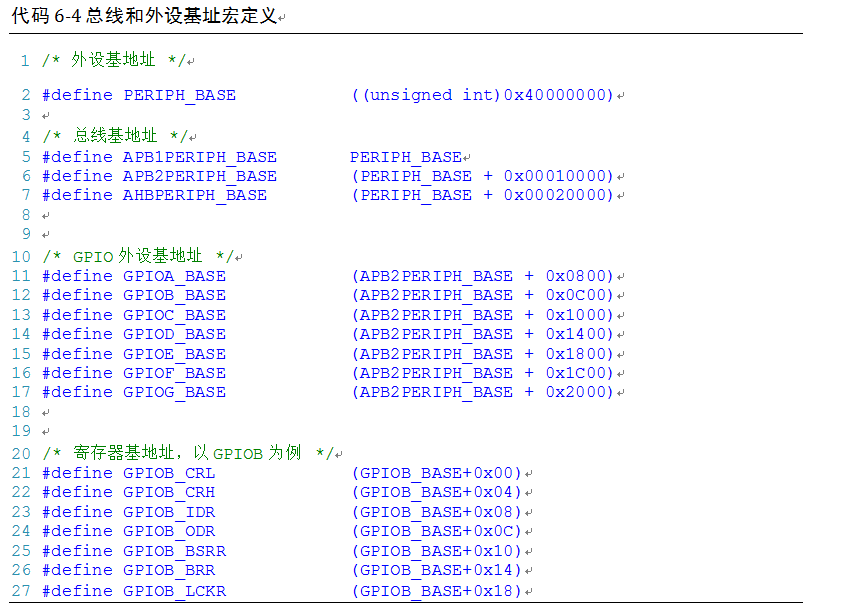 代码 6-4 总线和外设基址宏定义↵
1 /* 外设基地址 */↵
2 #define PERIPH_BASE ((unsigned int)0x40000000)↵
3 ↵
4 /* 总线基地址 */↵
5 #define APB1PERIPH_BASE PERIPH_BASE↵
6 #define APB2PERIPH_BASE (PERIPH_BASE + 0x00010000)↵
7 #define AHBPERIPH_BASE (PERIPH_BASE + 0x00020000)↵
8 ↵
9 ↵
10 /* GPIO 外设基地址 */↵
11 #define GPIOA_BASE (APB2PERIPH_BASE + 0x0800)↵
12 #define GPIOB_BASE (APB2PERIPH_BASE + 0x0C00)↵
13 #define GPIOC_BASE (APB2PERIPH_BASE + 0x1000)↵
14 #define GPIOD_BASE (APB2PERIPH_BASE + 0x1400)↵
15 #define GPIOE_BASE (APB2PERIPH_BASE + 0x1800)↵
16 #define GPIOF_BASE (APB2PERIPH_BASE + 0x1C00)↵
17 #define GPIOG_BASE (APB2PERIPH_BASE + 0x2000)↵
18 ↵
19 ↵
20 /* 寄存器基地址，以 GPIOB 为例 */↵
21 #define GPIOB_CRL (GPIOB_BASE+0x00)↵
22 #define GPIOB_CRH (GPIOB_BASE+0x04)↵
23 #define GPIOB_IDR (GPIOB_BASE+0x08)↵
24 #define GPIOB_ODR (GPIOB_BASE+0x0C)↵
25 #define GPIOB_BSRR (GPIOB_BASE+0x10)↵
26 #define GPIOB_BRR (GPIOB_BASE+0x14)↵
27 #define GPIOB_LCKR (GPIOB_BASE+0x18)↵